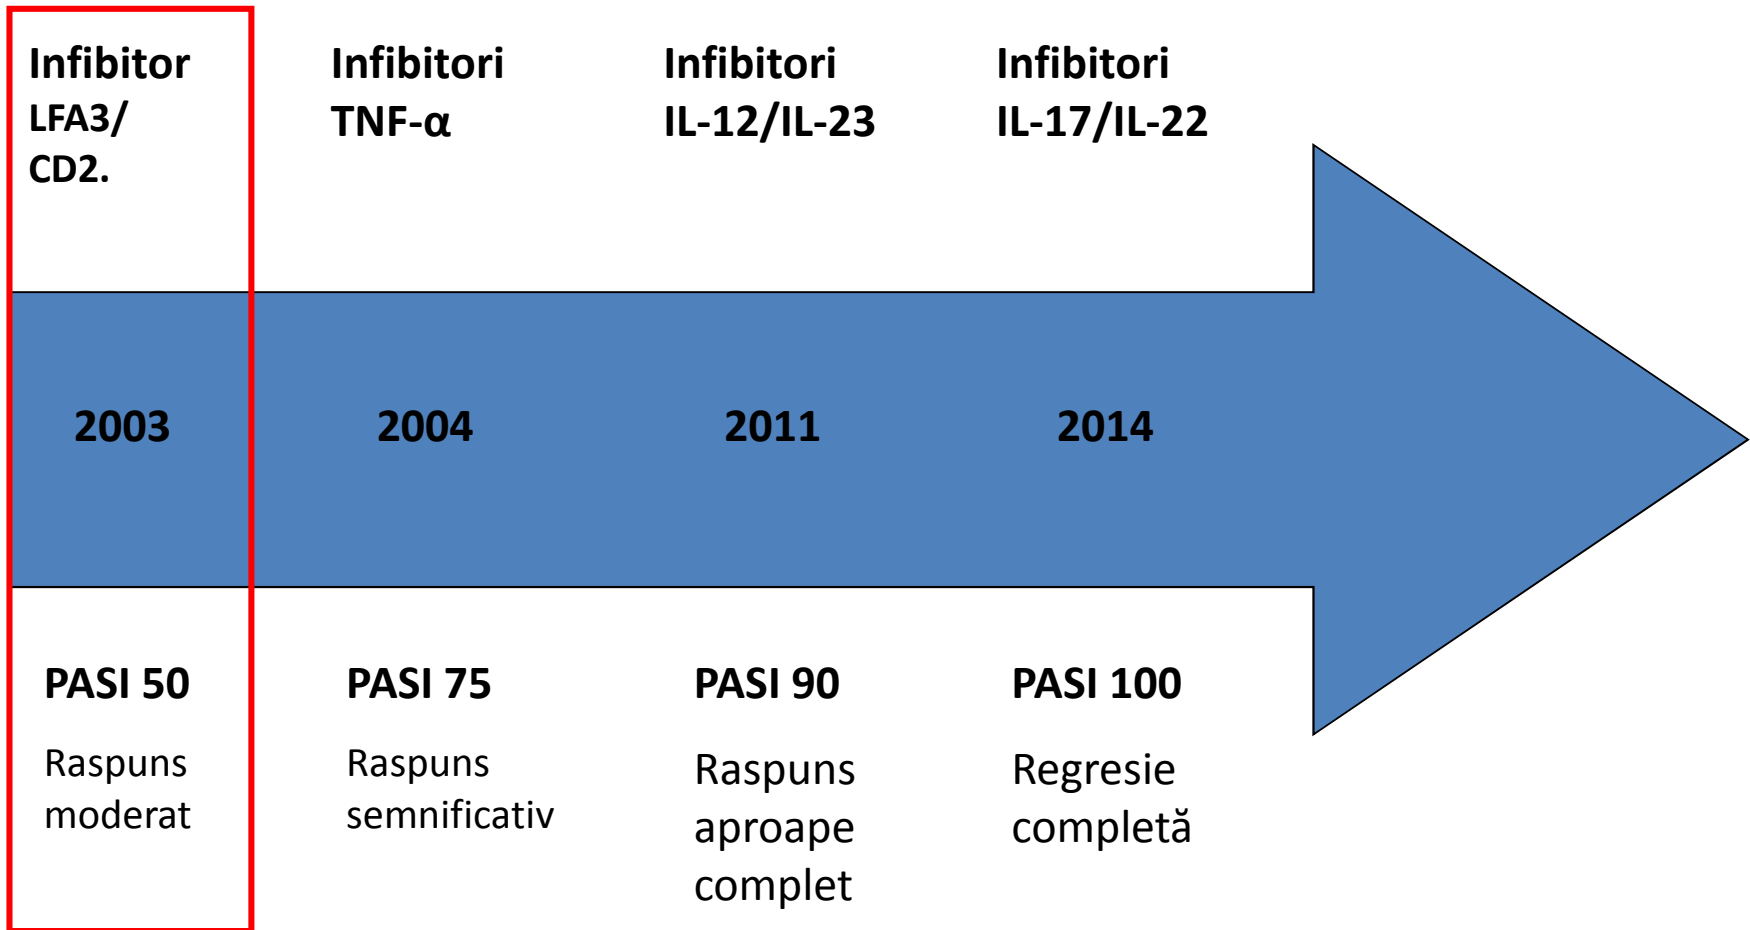 Infibitor
LFA3/
CD2.
Infibitori
TNF-α
Infibitori
IL-12/IL-23
Infibitori
IL-17/IL-22
2003
2004
2011
2014
PASI 50
Raspuns
moderat
PASI 75
Raspuns
semnificativ
PASI 90
Raspuns
aproape
complet
PASI 100
Regresie
completă